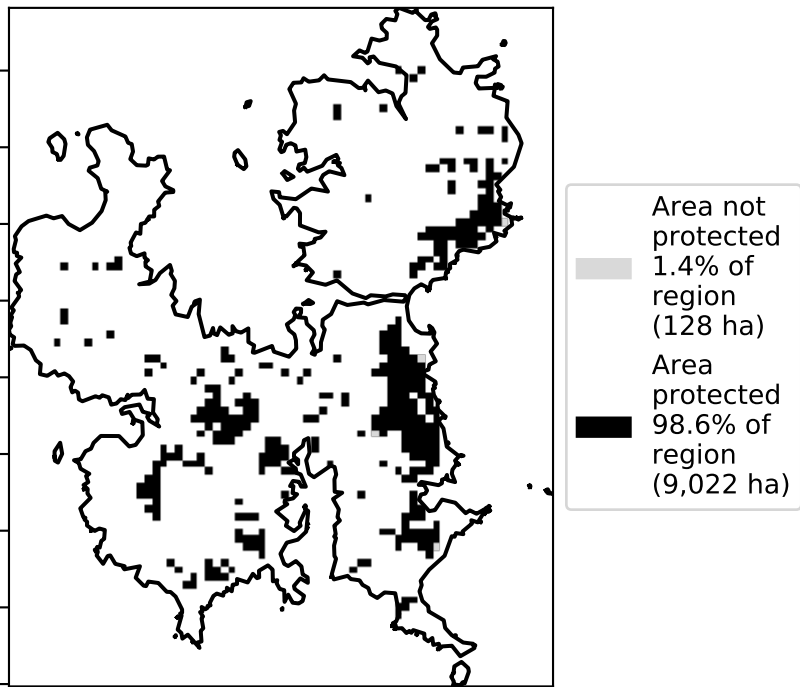 Area not
protected
1.4% of
region
(128 ha)
Area
protected
98.6% of
region
(9,022 ha)